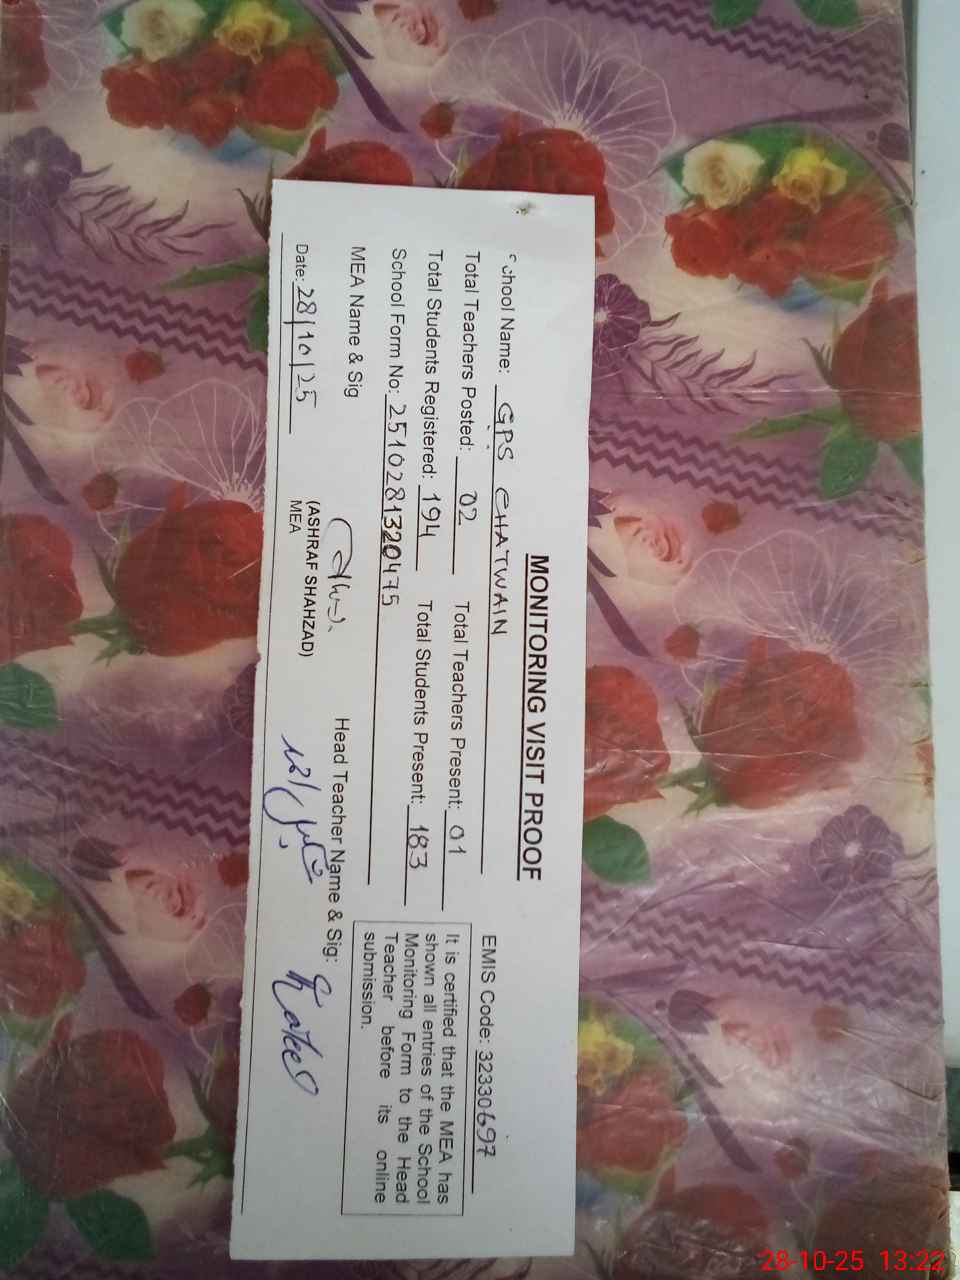 MONITORING VISIT PROOF
School Name: GPS CHATWAIN EMIS Code: 32330697
Total Teachers Posted: 02 Total Teachers Present: 01
Total Students Registered: 194 Total Students Present: 183
School Form No: 2510281320475
It is certified that the MEA has
shown all entries of the School
Monitoring Form to the Head
Teacher before its online
submission.
MEA Name & Sig
Head Teacher Name & Sig:
(ASHRAF SHAHZAD)
MEA
Date: 28/10/25
28-10-25 13:22